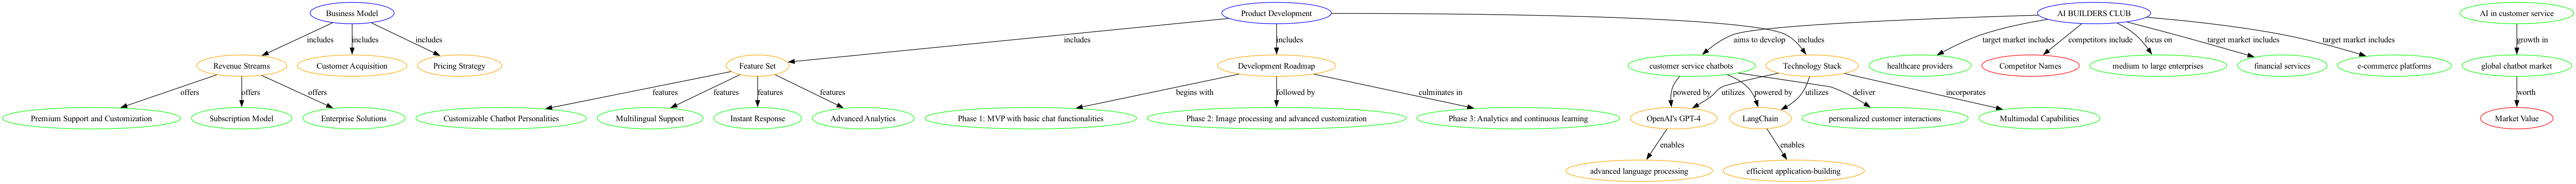 Business Model
Product Development
AI BUILDERS CLUB
AI in customer service
includes
includes
includes
includes
includes
aims to develop
includes
target market includes
competitors include
focus on
target market includes
target market includes
growth in
Revenue Streams
Customer Acquisition
Pricing Strategy
Feature Set
Development Roadmap
customer service chatbots
Technology Stack
healthcare providers
Competitor Names
medium to large enterprises
financial services
e-commerce platforms
global chatbot market
offers
offers
offers
features
features
features
features
begins with
followed by
culminates in
powered by
utilizes
powered by
utilizes
deliver
incorporates
worth
Premium Support and Customization
Subscription Model
Enterprise Solutions
Customizable Chatbot Personalities
Multilingual Support
Instant Response
Advanced Analytics
Phase 1: MVP with basic chat functionalities
Phase 2: Image processing and advanced customization
Phase 3: Analytics and continuous learning
OpenAI's GPT-4
LangChain
personalized customer interactions
Multimodal Capabilities
Market Value
enables
enables
advanced language processing
efficient application-building